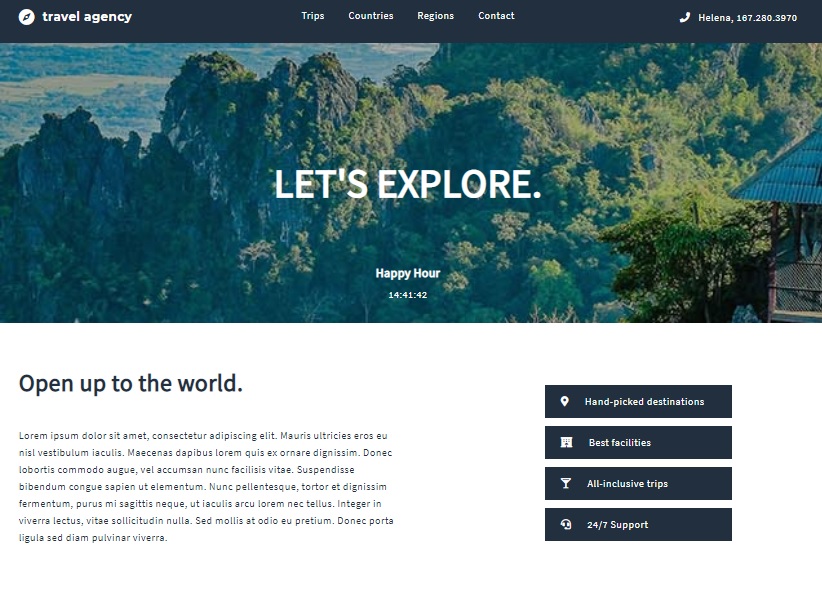 travel agency
Trips Countries Regions Contact
Helena, 167.280.3970
LET'S EXPLORE.
Happy Hour
14:41:42
Open up to the world.
Lorem ipsum dolor sit amet, consectetur adipiscing elit. Mauris ultricies eros eu
nisl vestibulum iaculis. Maecenas dapibus lorem quis ex ornare dignissim. Donec
lobortis commodo augue, vel accumsan nunc facilisis vitae. Suspendisse
bibendum congue sapien ut elementum. Nunc pellentesque, tortor et dignissim
fermentum, purus mi sagittis neque, ut iaculis arcu lorem nec tellus. Integer in
viverra lectus, vitae sollicitudin nulla. Sed mollis at odio eu pretium. Donec porta
ligula sed diam pulvinar viverra.
Hand-picked destinations
Best facilities
All-inclusive trips
24/7 Support